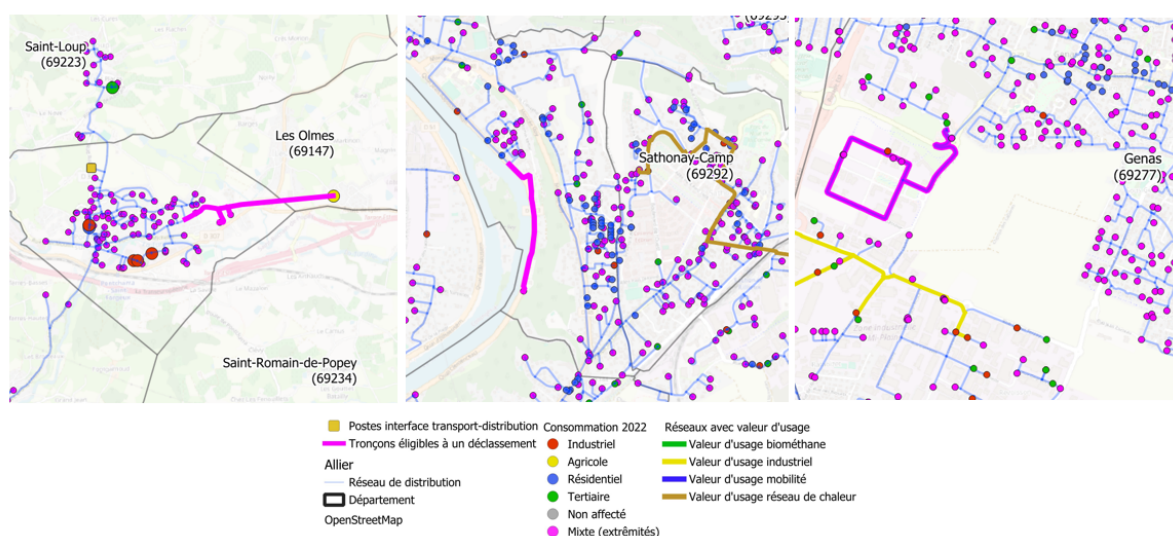 (69293)
Saint-Loup
(69223)
Les Olmes
(69147)
Sathonay-Camp
(69292)
Genas
(69277)
Saint-Romain-de-Popey
(69234)
Postes interface transport-distribution
Tronçons éligibles à un déclassement
Allier
Réseau de distribution
Département
OpenStreetMap
Consommation 2022
Industriel
Agricole
Résidentiel
Tertiaire
Non affecté
Mixte (extrêmités)
Réseaux avec valeur d'usage
Valeur d'usage biométhane
Valeur d'usage industriel
Valeur d'usage mobilité
Valeur d'usage réseau de chaleur